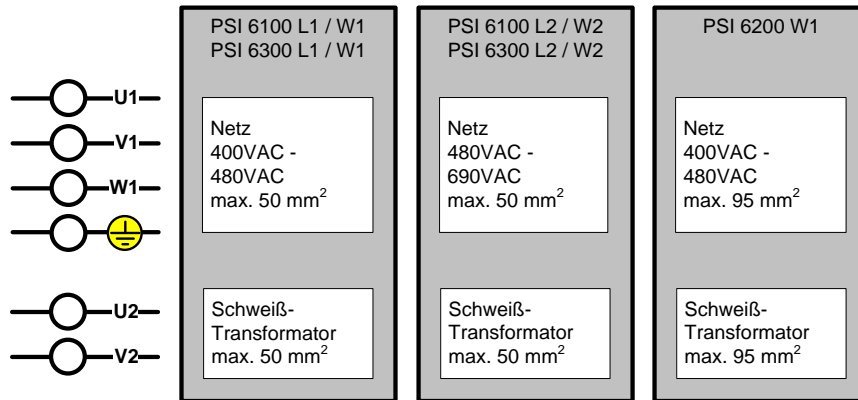 PSI 6100 L1 / W1
PSI 6300 L1 / W1
PSI 6100 L2 / W2
PSI 6300 L2 / W2
PSI 6200 W1
U1
V1
W1
Netz
400VAC -
480VAC
max. 50 mm²
Netz
480VAC -
690VAC
max. 50 mm²
Netz
400VAC -
480VAC
max. 95 mm²
U2
V2
Schweiß-
Transformator
max. 50 mm²
Schweiß-
Transformator
max. 50 mm²
Schweiß-
Transformator
max. 95 mm²